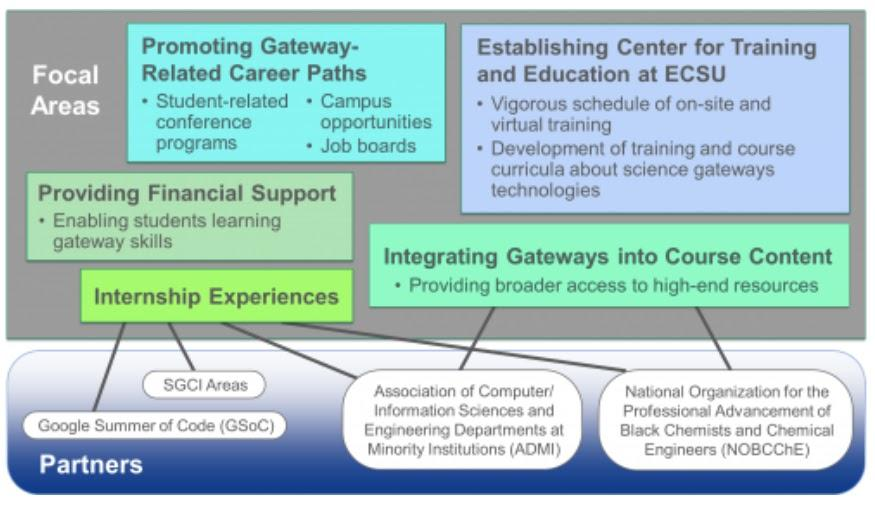 Focal
Areas
Promoting Gateway-
Related Career Paths
• Student-related
conference
programs
• Campus
opportunities
• Job boards
Establishing Center for Training
and Education at ECSU
• Vigorous schedule of on-site and
virtual training
• Development of training and course
curricula about science gateways
technologies
Providing Financial Support
• Enabling students learning
gateway skills
Integrating Gateways into Course Content
• Providing broader access to high-end resources
Internship Experiences
SGCI Areas
Google Summer of Code (GSoC)
Association of Computer/
Information Sciences and
Engineering Departments at
Minority Institutions (ADMI)
National Organization for the
Professional Advancement of
Black Chemists and Chemical
Engineers (NOBCChE)
Partners